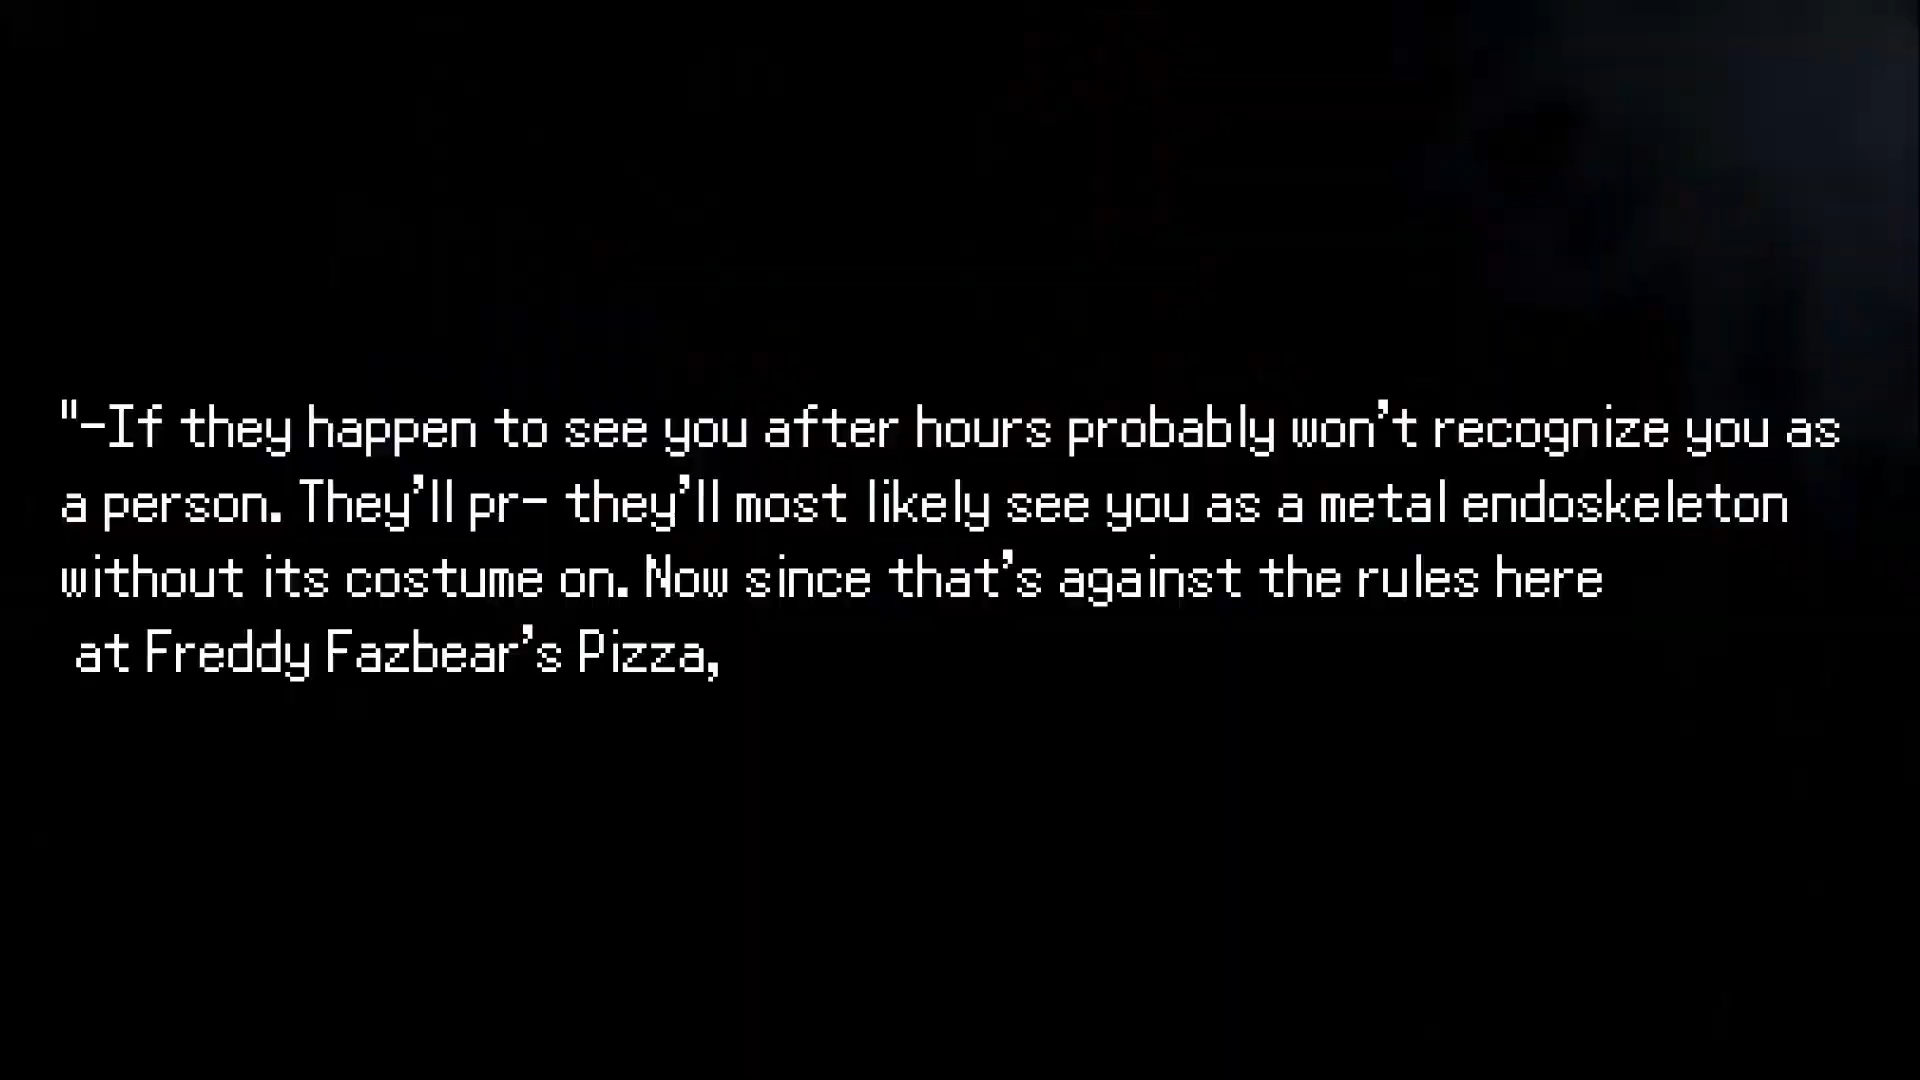 "-If they happen to see you after hours probably won't recognize you as
a person. They'll pr- they'll most likely see you as a metal endoskeleton
without its costume on. Now since that's against the rules here
at Freddy Fazbear's Pizza,